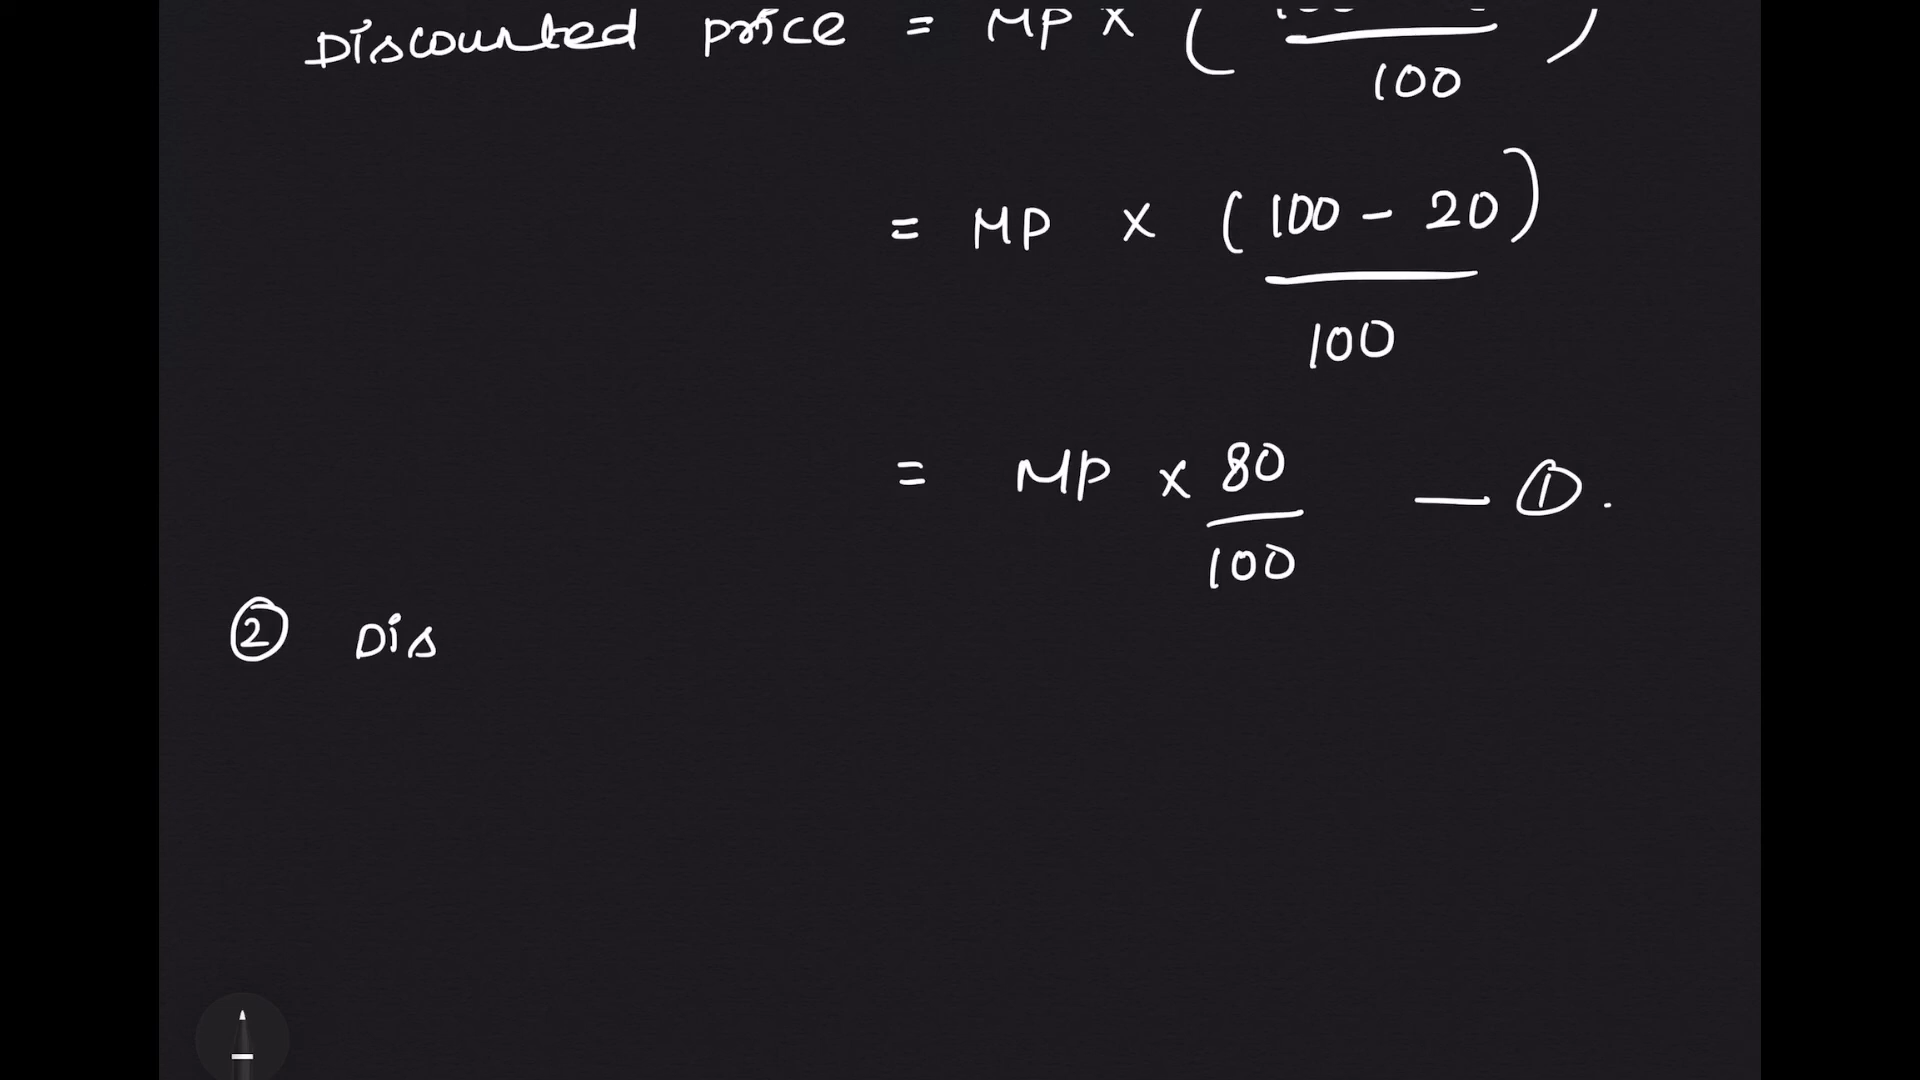 Discounted price = MP x (
100
= MP x (100 - 20)
100
= MP x 80 — ①.
100
② Dis